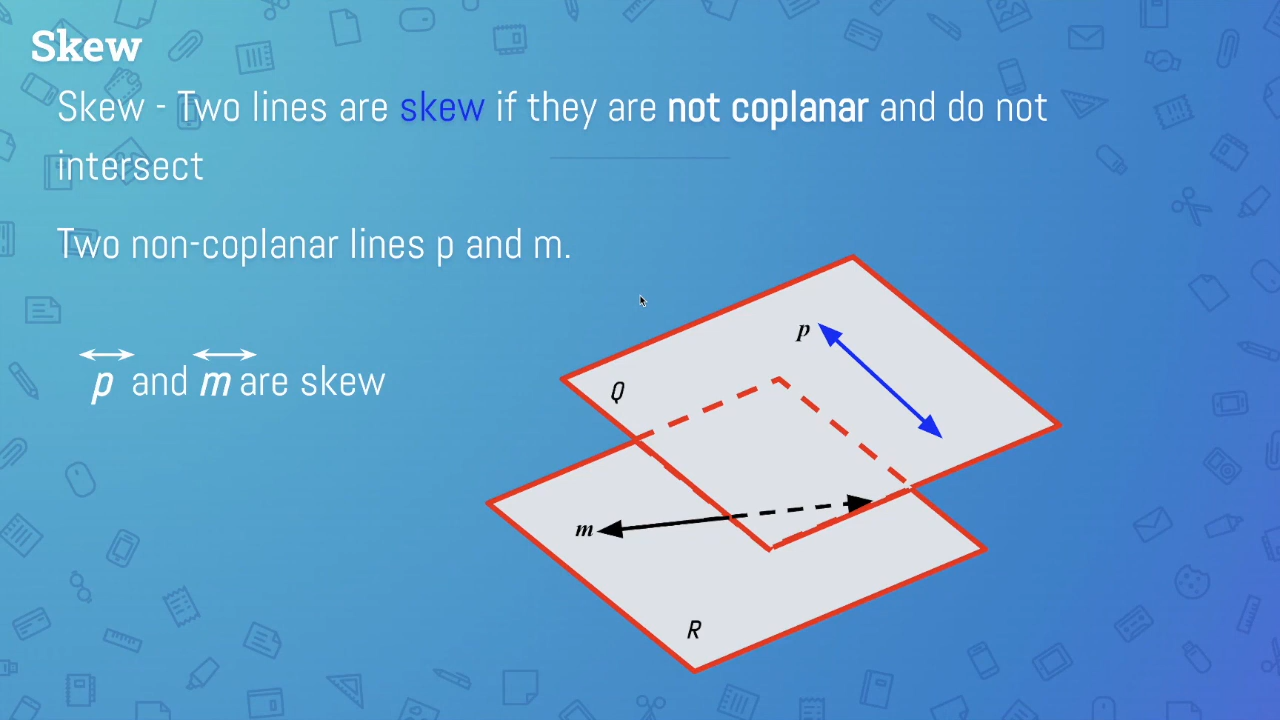 Skew
Skew - Two lines are skew if they are not coplanar and do not
intersect
Two non-coplanar lines p and m.
p and m are skew
p
Q
m
R